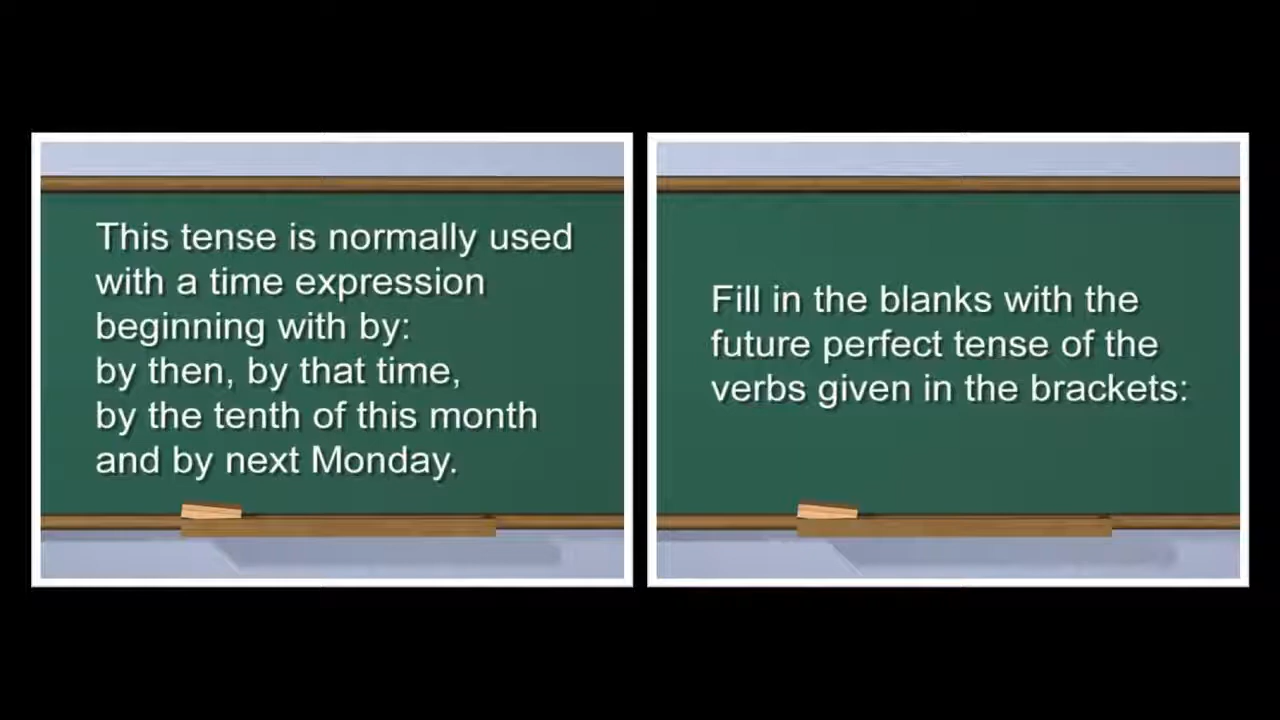 This tense is normally used
with a time expression
beginning with by:
by then, by that time,
by the tenth of this month
and by next Monday.
Fill in the blanks with the
future perfect tense of the
verbs given in the brackets: